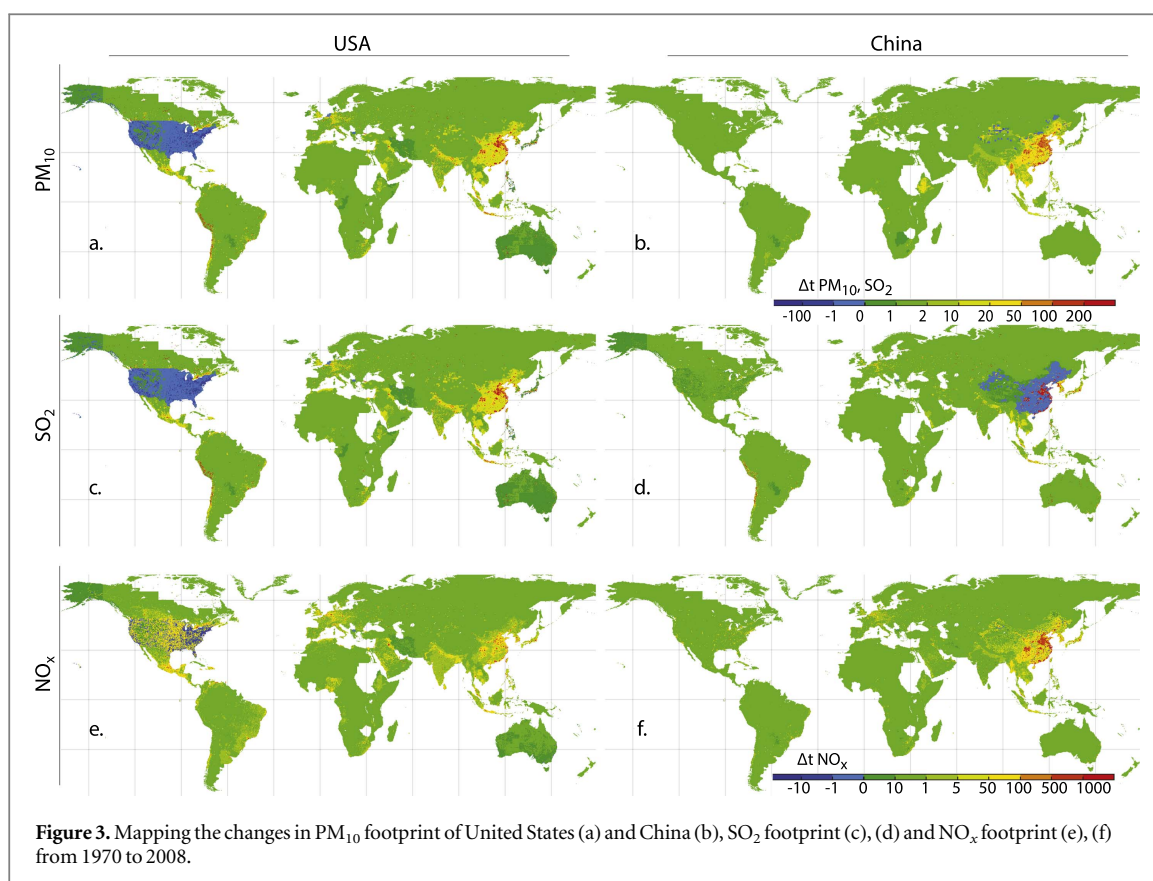 USA
China
PM10
a.
b.
Δt PM10, SO2
-100 -1 0 1 2 10 20 50 100 200
SO2
c.
d.
NOx
e.
f.
Δt NOx
-10 -1 0 10 1 5 50 100 500 1000
Figure 3. Mapping the changes in PM10 footprint of United States (a) and China (b), SO2 footprint (c), (d) and NOx footprint (e), (f)
from 1970 to 2008.